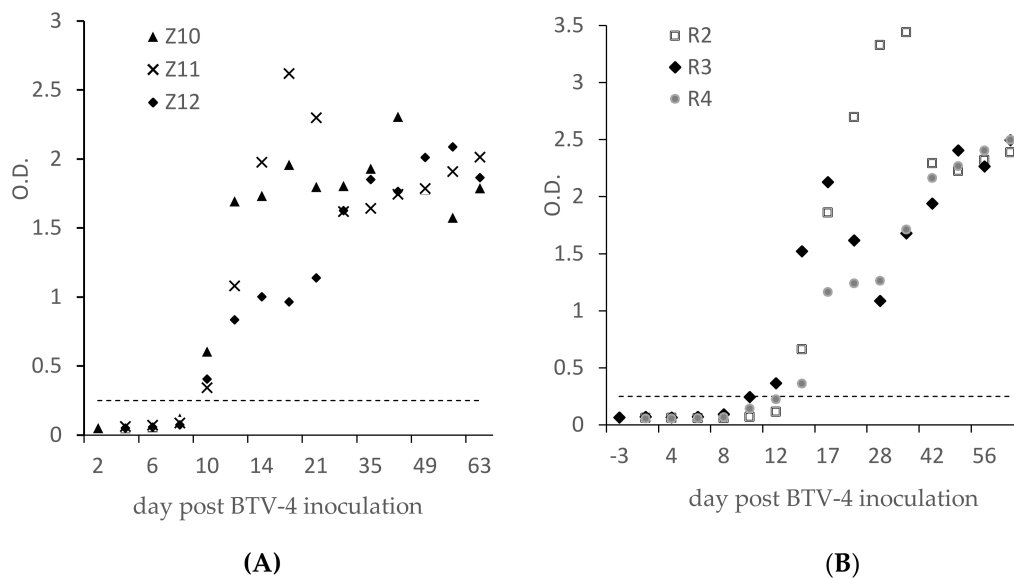 Z10
Z11
Z12
3
2.5
2
1.5
1
0.5
0
O.D.
2 6 10 14 21 35 49 63
day post BTV-4 inoculation
(A)
R2
R3
R4
3.5
3
2.5
2
1.5
1
0.5
0
O.D.
-3 4 8 12 17 28 42 56
day post BTV-4 inoculation
(B)